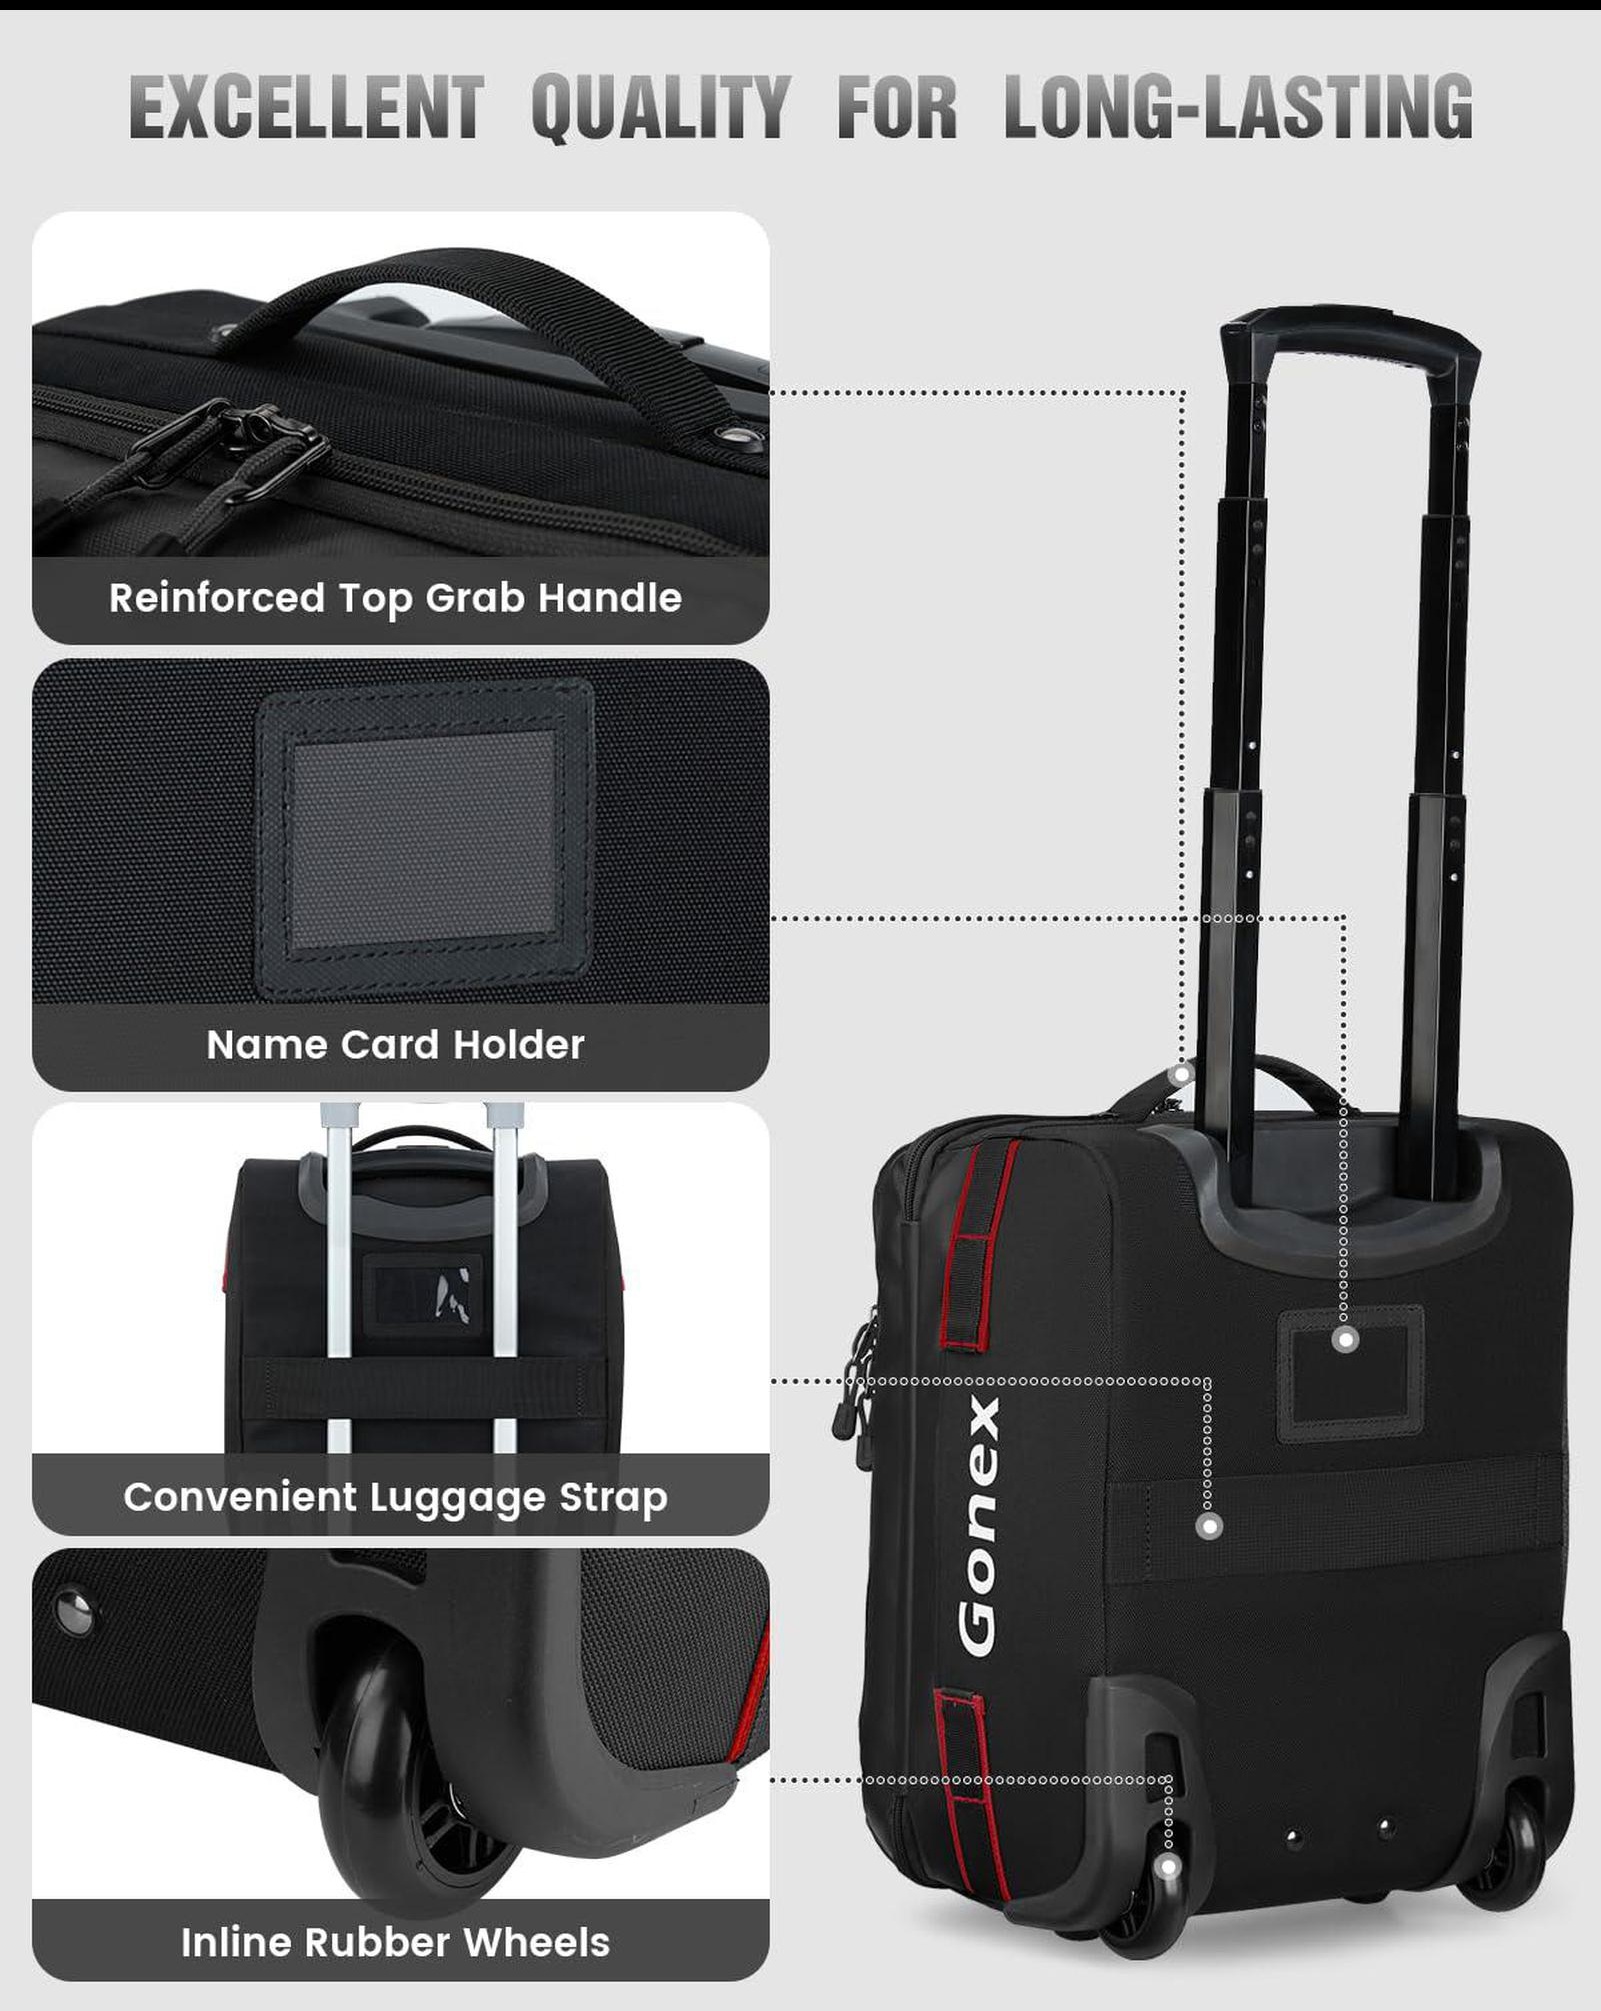 EXCELLENT QUALITY FOR LONG-LASTING
Reinforced Top Grab Handle
Name Card Holder
Convenient Luggage Strap
Inline Rubber Wheels
Gonex